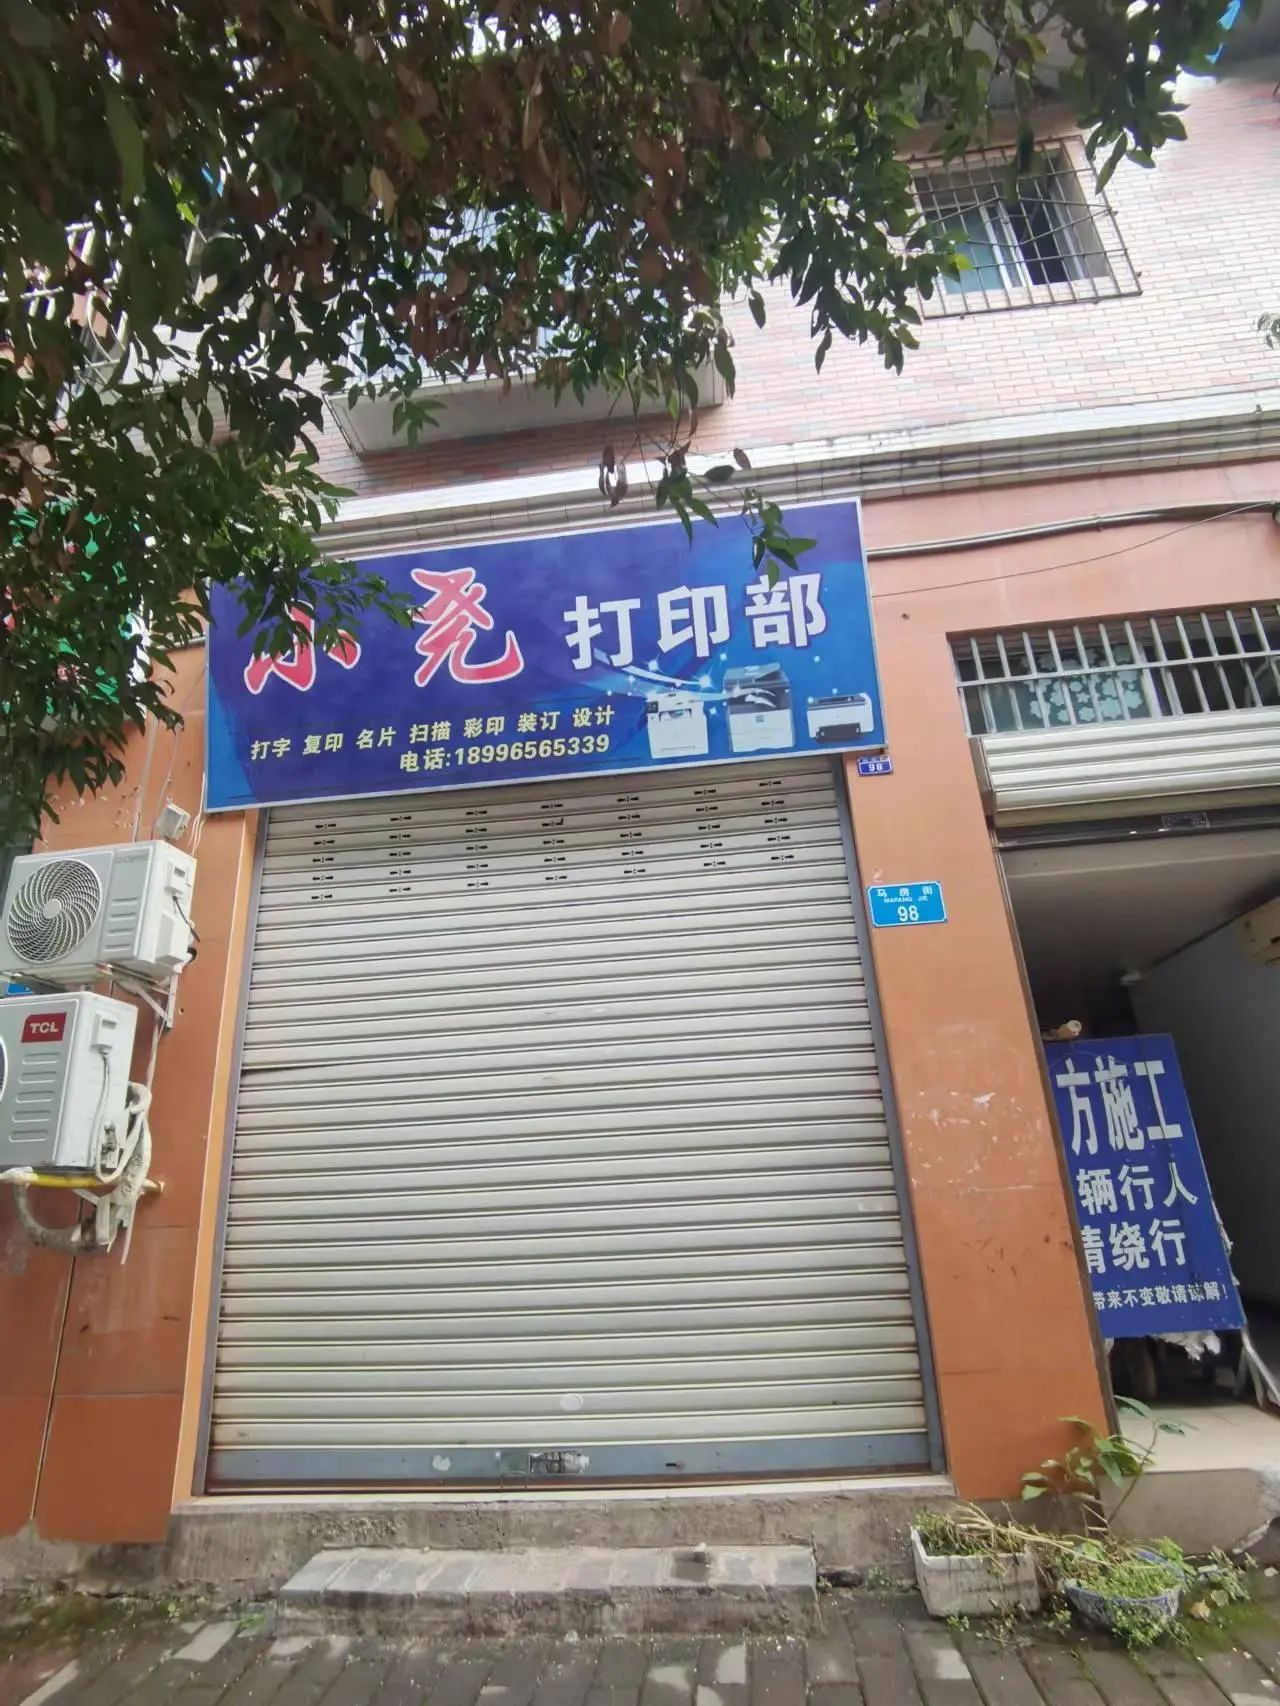 小尧 打印部
打字 复印 名片 扫描 彩印 装订 设计
电话:18996565339
98
马房街
MAFANG JIE
98
TCL
方施工
辆行人
请绕行
带来不变敬请谅解!